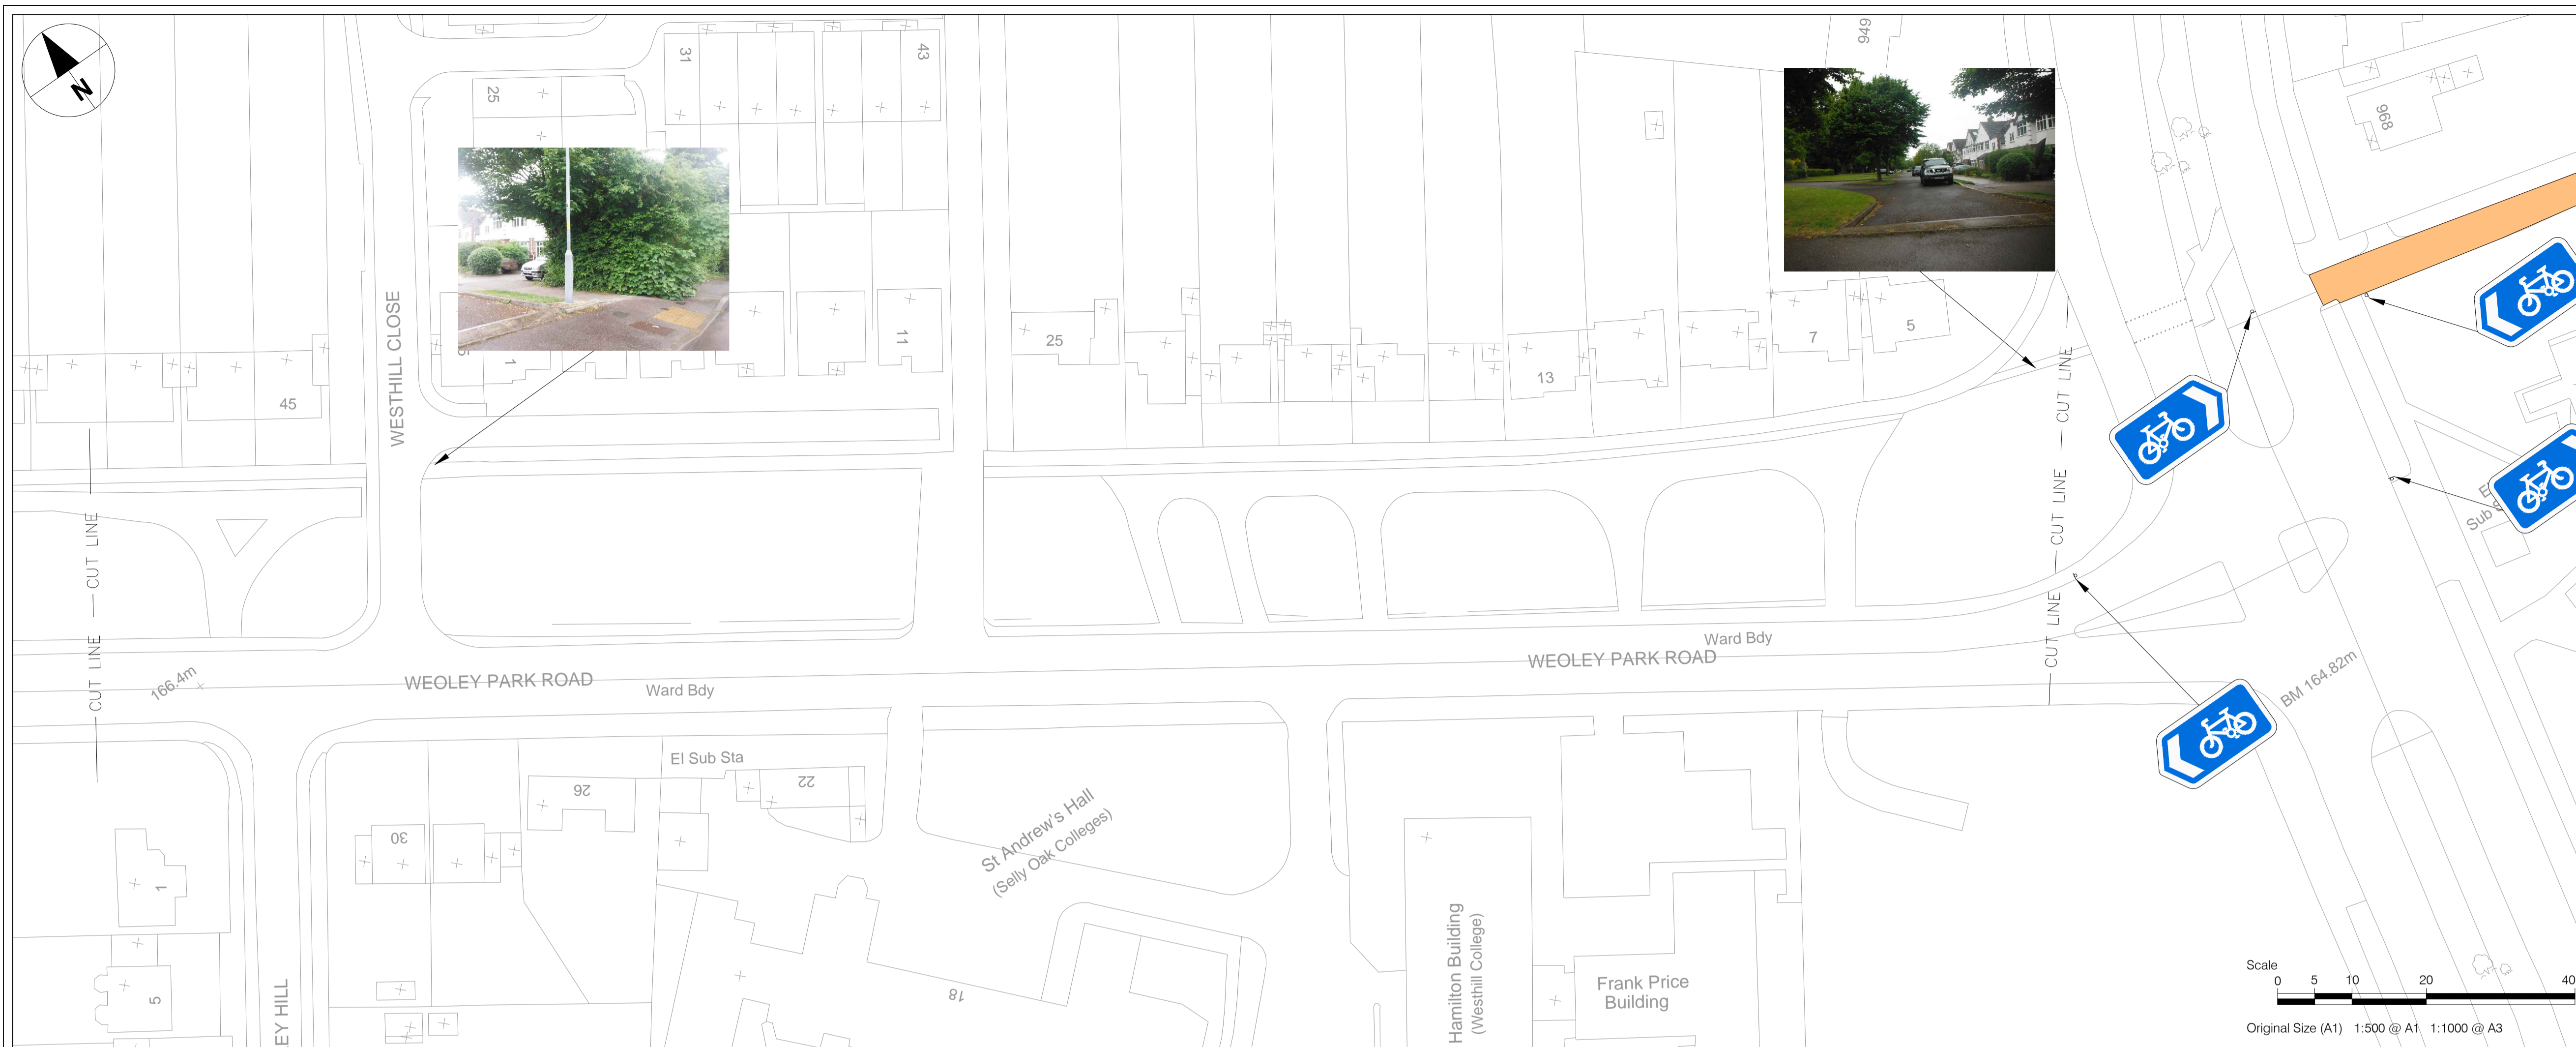 N
31
43
25
949
968
WESTHILL CLOSE
1
11
25
13
7
5
45
CUT LINE
CUT LINE
CUT LINE
CUT LINE
CUT LINE
CUT LINE
CUT LINE
Sub
166.4m
WEOLEY PARK ROAD
Ward Bdy
WEOLEY PARK ROAD
Ward Bdy
BM 164.82m
El Sub Sta
26
22
30
St Andrew's Hall
(Selly Oak Colleges)
1
5
18
EY HILL
Hamilton Building
(Westhill College)
Frank Price
Building
Scale
0 5 10 20 40
Original Size (A1) 1:500 @ A1 1:1000 @ A3